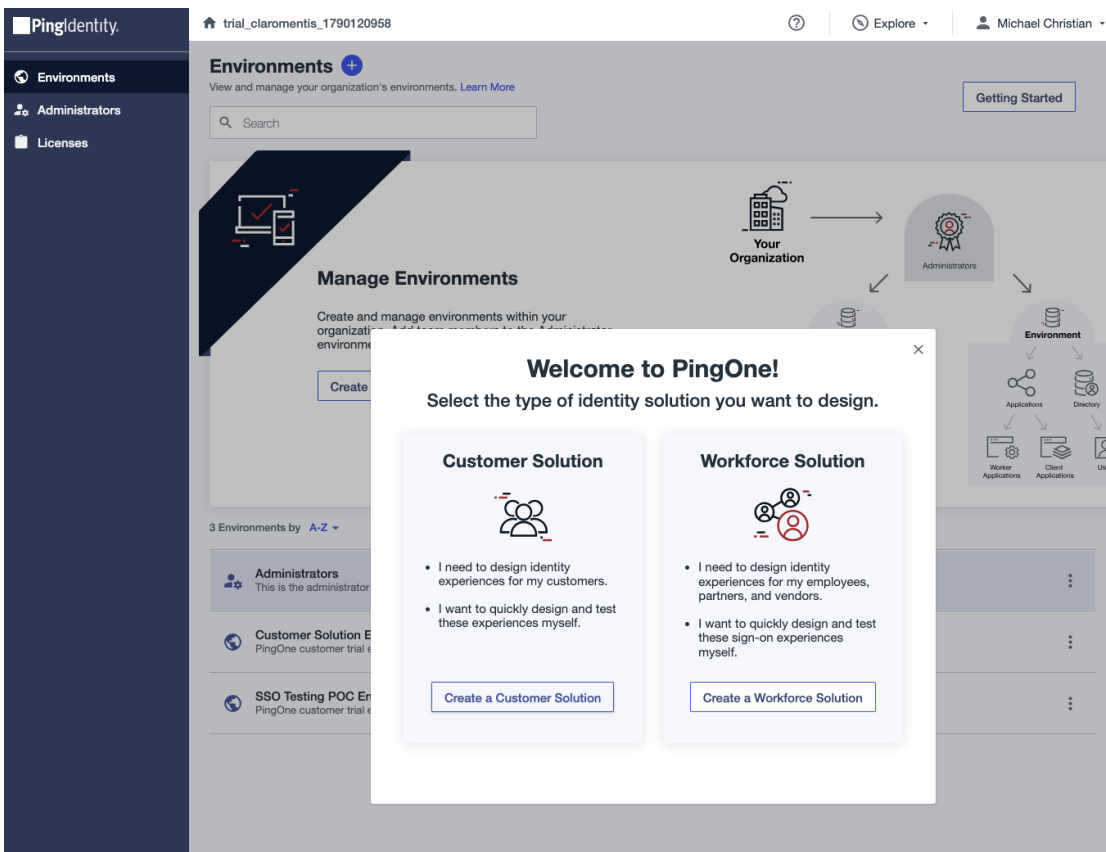 PingIdentity.
trial_claromentis_1790120958
Explore
Michael Christian
Environments
Administrators
Licenses
Environments
View and manage your organization's environments. Learn More
Getting Started
Search
Manage Environments
Create and manage environments within your
environme
Create
Your
Organization
Administrators
Environment
Applications
Directory
Worker
Applications
Client
Applications
Us
Welcome to PingOne!
Select the type of identity solution you want to design.
Customer Solution
• I need to design identity
experiences for my customers.
• I want to quickly design and test
these experiences myself.
Create a Customer Solution
Workforce Solution
• I need to design identity
experiences for my employees,
partners, and vendors.
• I want to quickly design and test
these sign-on experiences
myself.
Create a Workforce Solution
3 Environments by A-Z
Administrators
This is the administrator
Customer Solution E
PingOne customer trial e
SSO Testing POC En
PingOne customer trial e